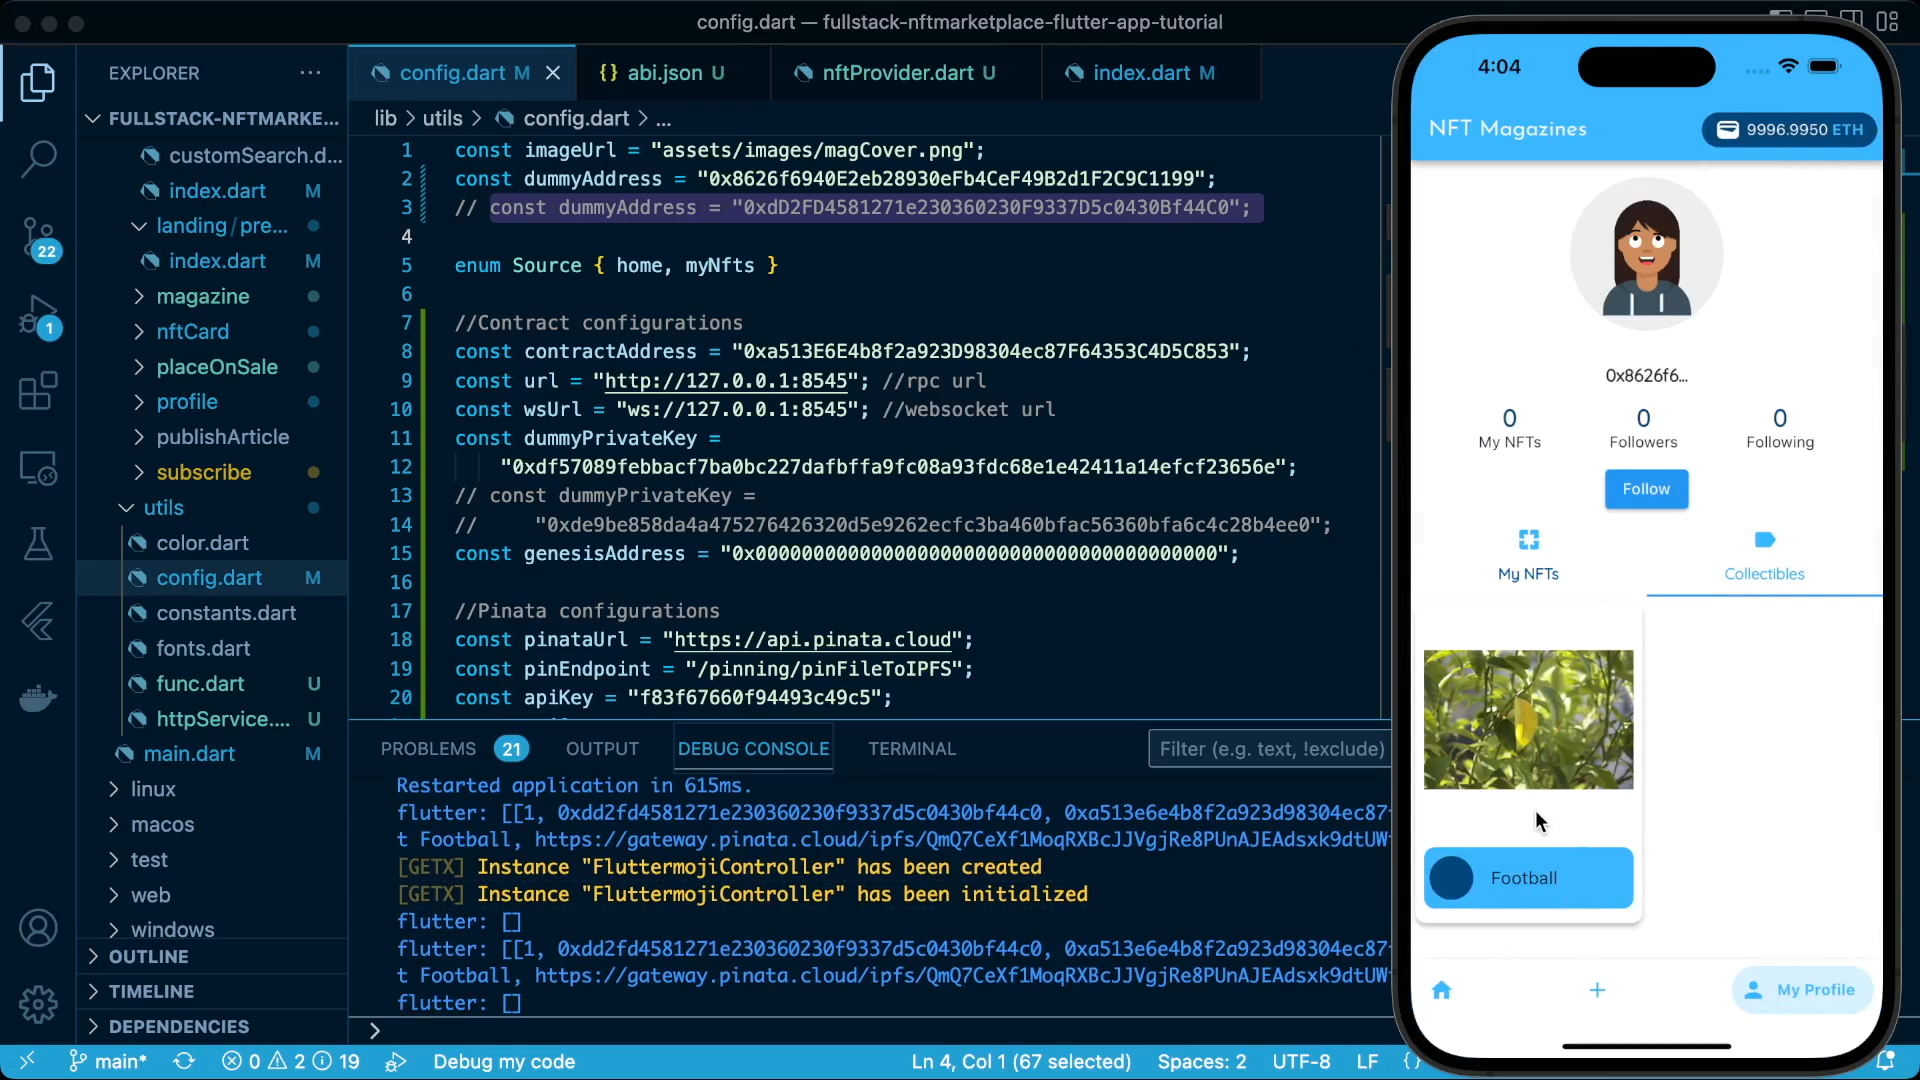 config.dart — fullstack-nftmarketplace-flutter-app-tutorial
EXPLORER
FULLSTACK-NFTMARKE...
customSearch.d...
index.dart M
landing/pre...
index.dart M
magazine
nftCard
placeOnSale
profile
publishArticle
subscribe
utils
color.dart
config.dart M
constants.dart
fonts.dart
func.dart U
httpService.... U
main.dart M
linux
macos
test
web
windows
OUTLINE
TIMELINE
DEPENDENCIES
22
1
config.dart M
{} abi.json U
nftProvider.dart U
index.dart M
lib > utils > config.dart > ...
1 const imageUrl = "assets/images/magCover.png";
2 const dummyAddress = "0x8626f6940E2eb28930eFb4CeF49B2d1F2C9C1199";
3 // const dummyAddress = "0xdD2FD4581271e230360230F9337D5c0430Bf44C0";
4
5 enum Source { home, myNfts }
6
7 //Contract configurations
8 const contractAddress = "0xa513E6E4b8f2a923D98304ec87F64353C4D5C853";
9 const url = "http://127.0.0.1:8545"; //rpc url
10 const wsUrl = "ws://127.0.0.1:8545"; //websocket url
11 const dummyPrivateKey =
12 "0xdf57089febbacf7ba0bc227dafbffa9fc08a93fdc68e1e42411a14efcf23656e";
13 // const dummyPrivateKey =
14 // "0xde9be858da4a475276426320d5e9262ecfc3ba460bfac56360bfa6c4c28b4ee0";
15 const genesisAddress = "0x0000000000000000000000000000000000000000";
16
17 //Pinata configurations
18 const pinataUrl = "https://api.pinata.cloud";
19 const pinEndpoint = "/pinning/pinFileToIPFS";
20 const apiKey = "f83f67660f94493c49c5";
PROBLEMS 21 OUTPUT DEBUG CONSOLE TERMINAL
Filter (e.g. text, !exclude)
Restarted application in 615ms.
flutter: [[1, 0xdd2fd4581271e230360230f9337d5c0430bf44c0, 0xa513e6e4b8f2a923d98304ec87
t Football, https://gateway.pinata.cloud/ipfs/QmQ7CeXf1MoqRXBcJJVgjRe8PUnAJEAdsxk9dtUW
[GETX] Instance "FluttermojiController" has been created
[GETX] Instance "FluttermojiController" has been initialized
flutter: []
flutter: [[1, 0xdd2fd4581271e230360230f9337d5c0430bf44c0, 0xa513e6e4b8f2a923d98304ec87
t Football, https://gateway.pinata.cloud/ipfs/QmQ7CeXf1MoqRXBcJJVgjRe8PUnAJEAdsxk9dtUW
flutter: []
main* 0 2 19 Debug my code Ln 4, Col 1 (67 selected) Spaces: 2 UTF-8 LF {
4:04
NFT Magazines 9996.9950 ETH
0x8626f6...
0 0 0
My NFTs Followers Following
Follow
My NFTs Collectibles
Football
My Profile